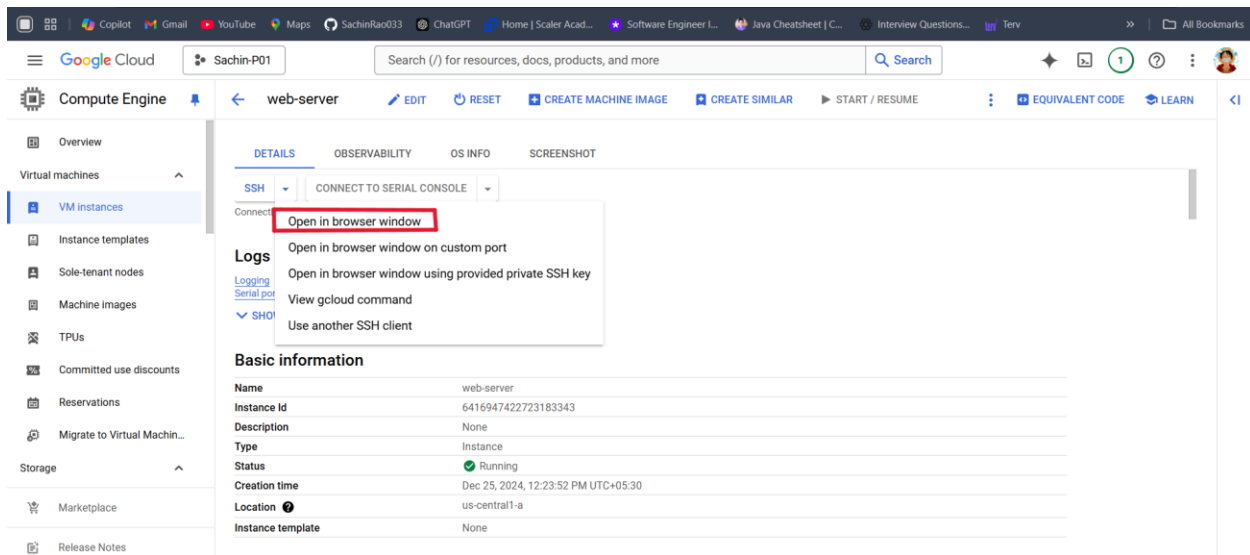 Copilot Gmail YouTube Maps SachinRao033 ChatGPT Home | Scaler Acad... Software Engineer I... Java Cheatsheet | C... Interview Questions... Terv » All Bookmarks
Google Cloud Sachin-P01 Search (/) for resources, docs, products, and more Search 1
Compute Engine web-server EDIT RESET CREATE MACHINE IMAGE CREATE SIMILAR START / RESUME EQUIVALENT CODE LEARN
Overview
DETAILS OBSERVABILITY OS INFO SCREENSHOT
Virtual machines
SSH CONNECT TO SERIAL CONSOLE
VM instances
Connect
Open in browser window
Instance templates
Open in browser window on custom port
Logs
Sole-tenant nodes
Open in browser window using provided private SSH key
Logging
Serial por
Machine images
View gcloud command
SHO
Use another SSH client
TPUs
Basic information
Committed use discounts
Name web-server
Reservations
Instance Id 6416947422723183343
Description None
Migrate to Virtual Machin...
Type Instance
Storage
Status Running
Creation time Dec 25, 2024, 12:23:52 PM UTC+05:30
Marketplace
Location us-central1-a
Instance template None
Release Notes